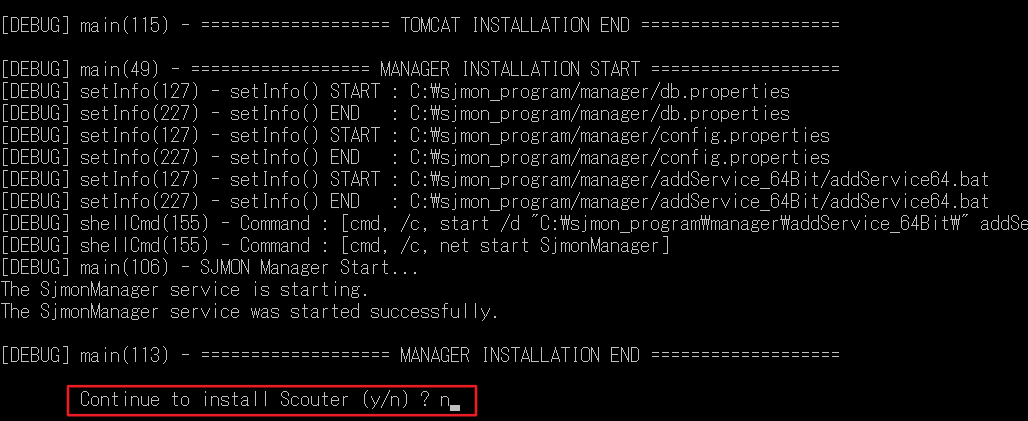 [DEBUG] main(115) - =================== TOMCAT INSTALLATION END ====================
[DEBUG] main(49) - ================== MANAGER INSTALLATION START ===================
[DEBUG] setInfo(127) - setInfo() START : C:₩sjmon_program/manager/db.properties
[DEBUG] setInfo(227) - setInfo() END   : C:₩sjmon_program/manager/db.properties
[DEBUG] setInfo(127) - setInfo() START : C:₩sjmon_program/manager/config.properties
[DEBUG] setInfo(227) - setInfo() END   : C:₩sjmon_program/manager/config.properties
[DEBUG] setInfo(127) - setInfo() START : C:₩sjmon_program/manager/addService_64Bit/addService64.bat
[DEBUG] setInfo(227) - setInfo() END   : C:₩sjmon_program/manager/addService_64Bit/addService64.bat
[DEBUG] shellCmd(155) - Command : [cmd, /c, start /d "C:₩sjmon_program₩manager₩addService_64Bit₩" addSe
[DEBUG] shellCmd(155) - Command : [cmd, /c, net start SjmonManager]
[DEBUG] main(106) - SJMON Manager Start...
The SjmonManager service is starting.
The SjmonManager service was started successfully.
[DEBUG] main(113) - =================== MANAGER INSTALLATION END ===================
Continue to install Scouter (y/n) ? n_